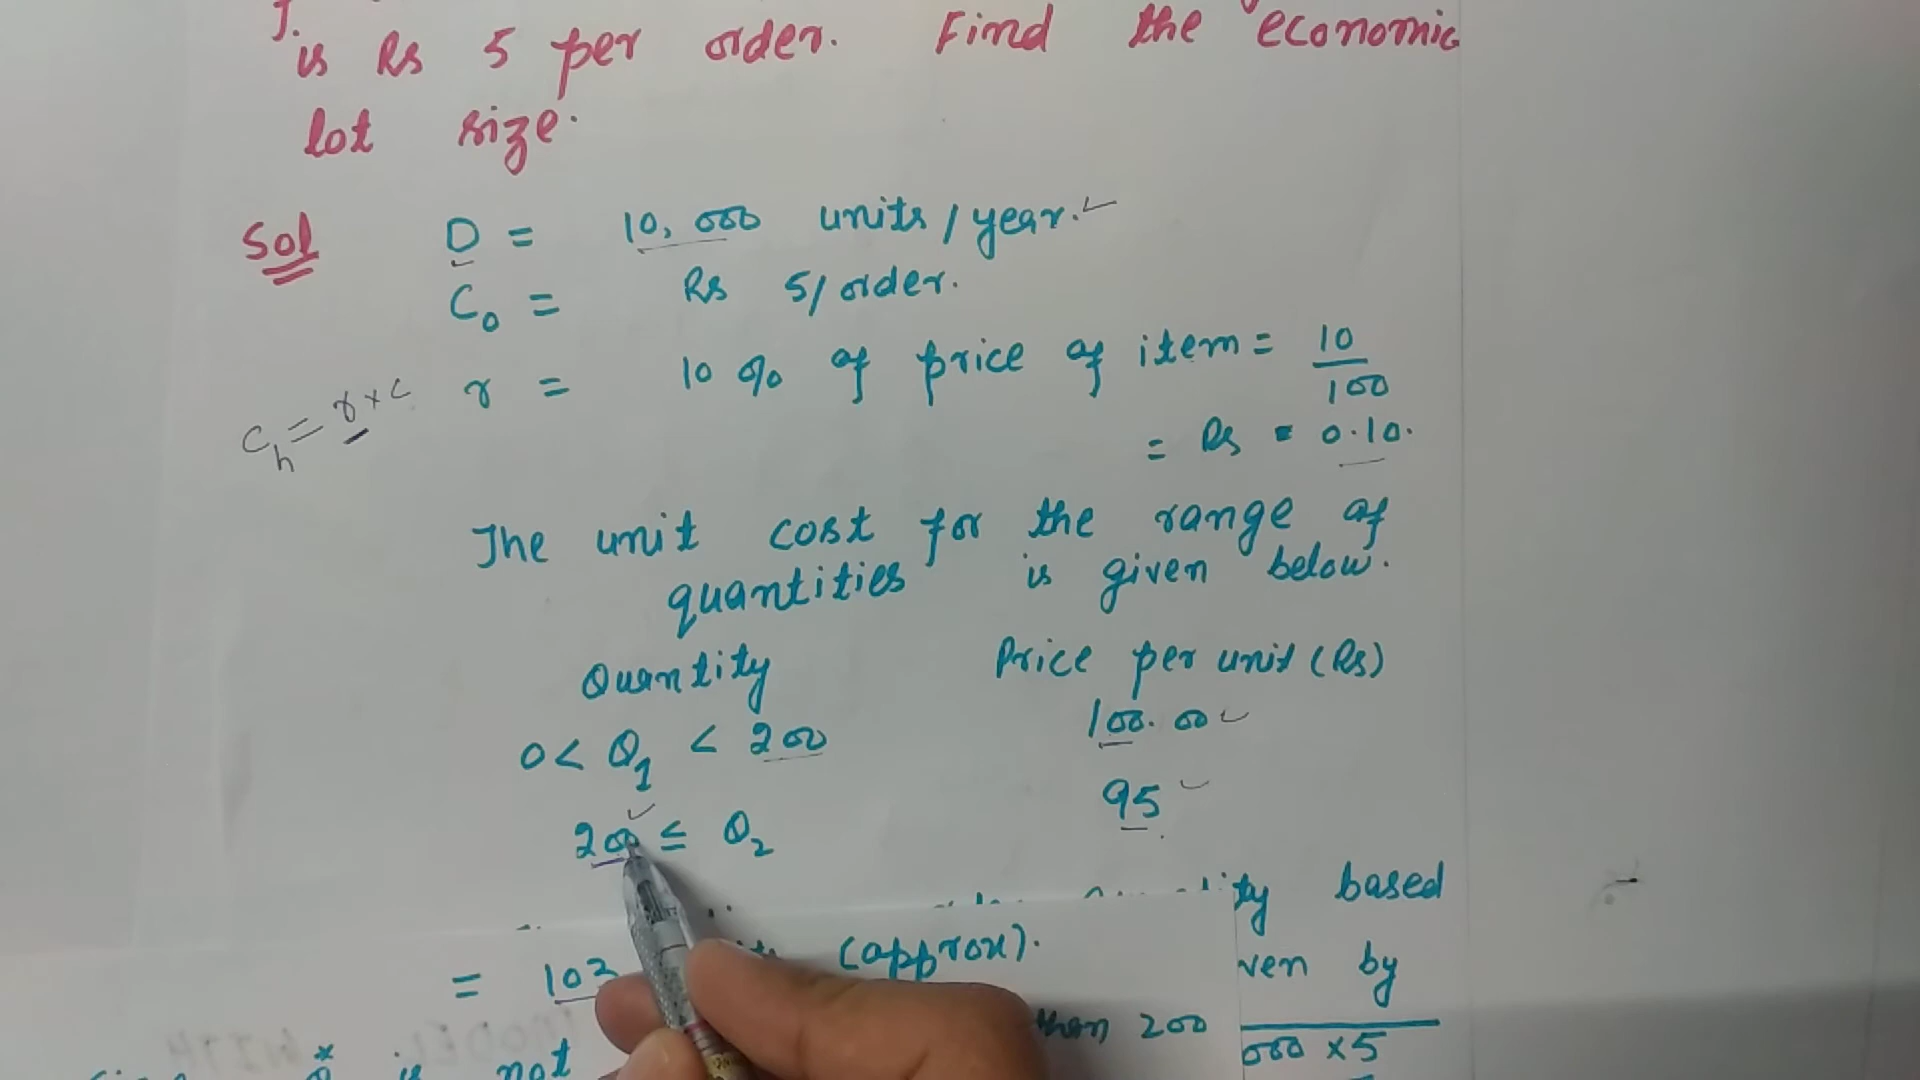 is Rs 5 per order. Find the economic
lot size.
Sol D = 10,000 units/year.
C₀ = Rs 5/order.
r = 10 % of price of item = 10/100
Cₕ = r × c
= Rs 0.10.
The unit cost for the range of
quantities is given below.
Quantity Price per unit (Rs)
0 < Q₁ < 200 100.00
200 ≤ Q₂ 95
based
by
= 103 (approx).
than 200
000 × 5
is not